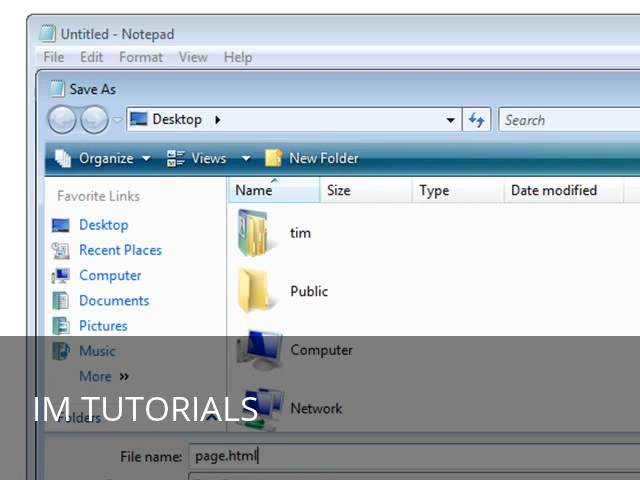 Untitled - Notepad
File Edit Format View Help
Save As
Desktop
Search
Organize Views New Folder
Favorite Links
Name Size Type Date modified
Desktop
tim
Recent Places
Computer
Public
Documents
Pictures
Music
Computer
More »
IM TUTORIALS
Folders
Network
File name: page.html